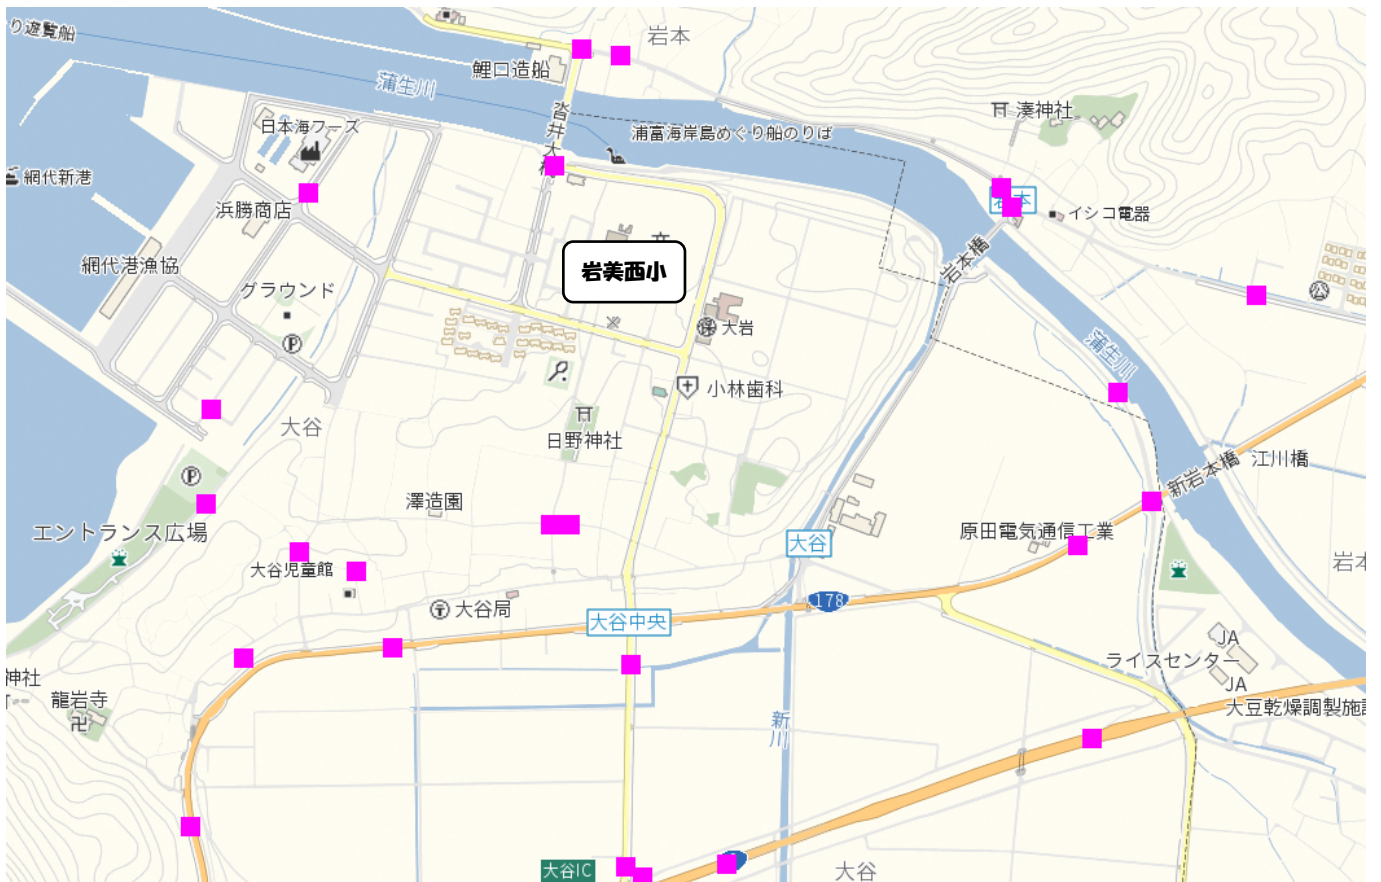 り遊覧船
岩本
鯉口造船
蒲生川
沓井大橋
湊神社
日本海フーズ
浦富海岸島めぐり船のりば
網代新港
浜勝商店
イシコ電器
岩美西小
岩本橋
網代港漁協
グラウンド
P
大岩
蒲生川
小林歯科
大谷
日野神社
江川橋
新岩本橋
P
澤造園
エントランス広場
原田電気通信工業
大谷
岩本
大谷児童館
178
大谷局
大谷中央
JA
ライスセンター
神社
JA
龍岩寺
大豆乾燥調製施
新川
大谷IC
大谷